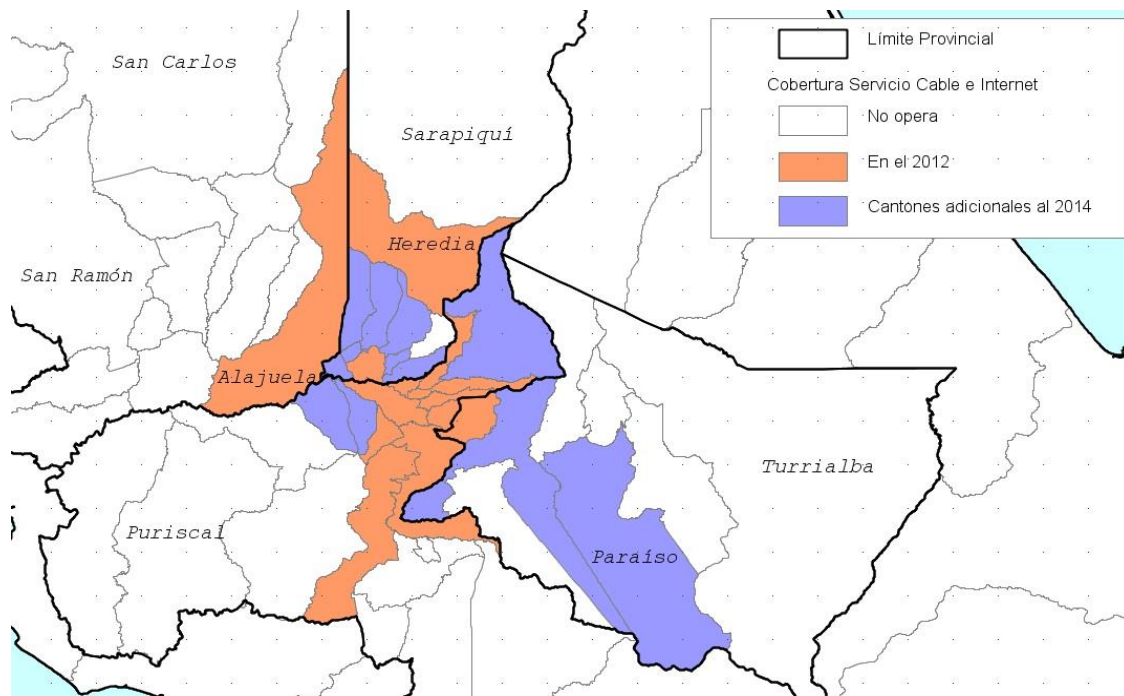 Límite Provincial
Cobertura Servicio Cable e Internet
No opera
En el 2012
Cantones adicionales al 2014
San Carlos
Sarapiquí
Heredia
San Ramón
Alajuela
Turrialba
Puriscal
Paraíso